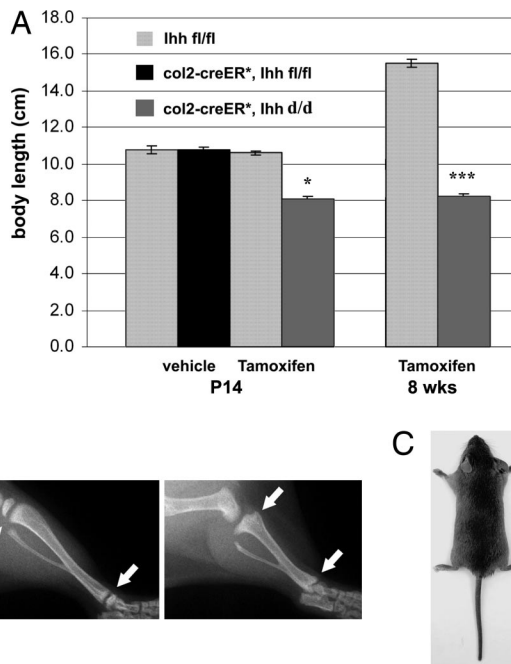 A
Ihh fl/fl
col2-creER*, Ihh fl/fl
col2-creER*, Ihh d/d
body length (cm)
18.0
16.0
14.0
12.0
10.0
8.0
6.0
4.0
2.0
0.0
*
***
vehicle Tamoxifen Tamoxifen
P14 8 wks
C